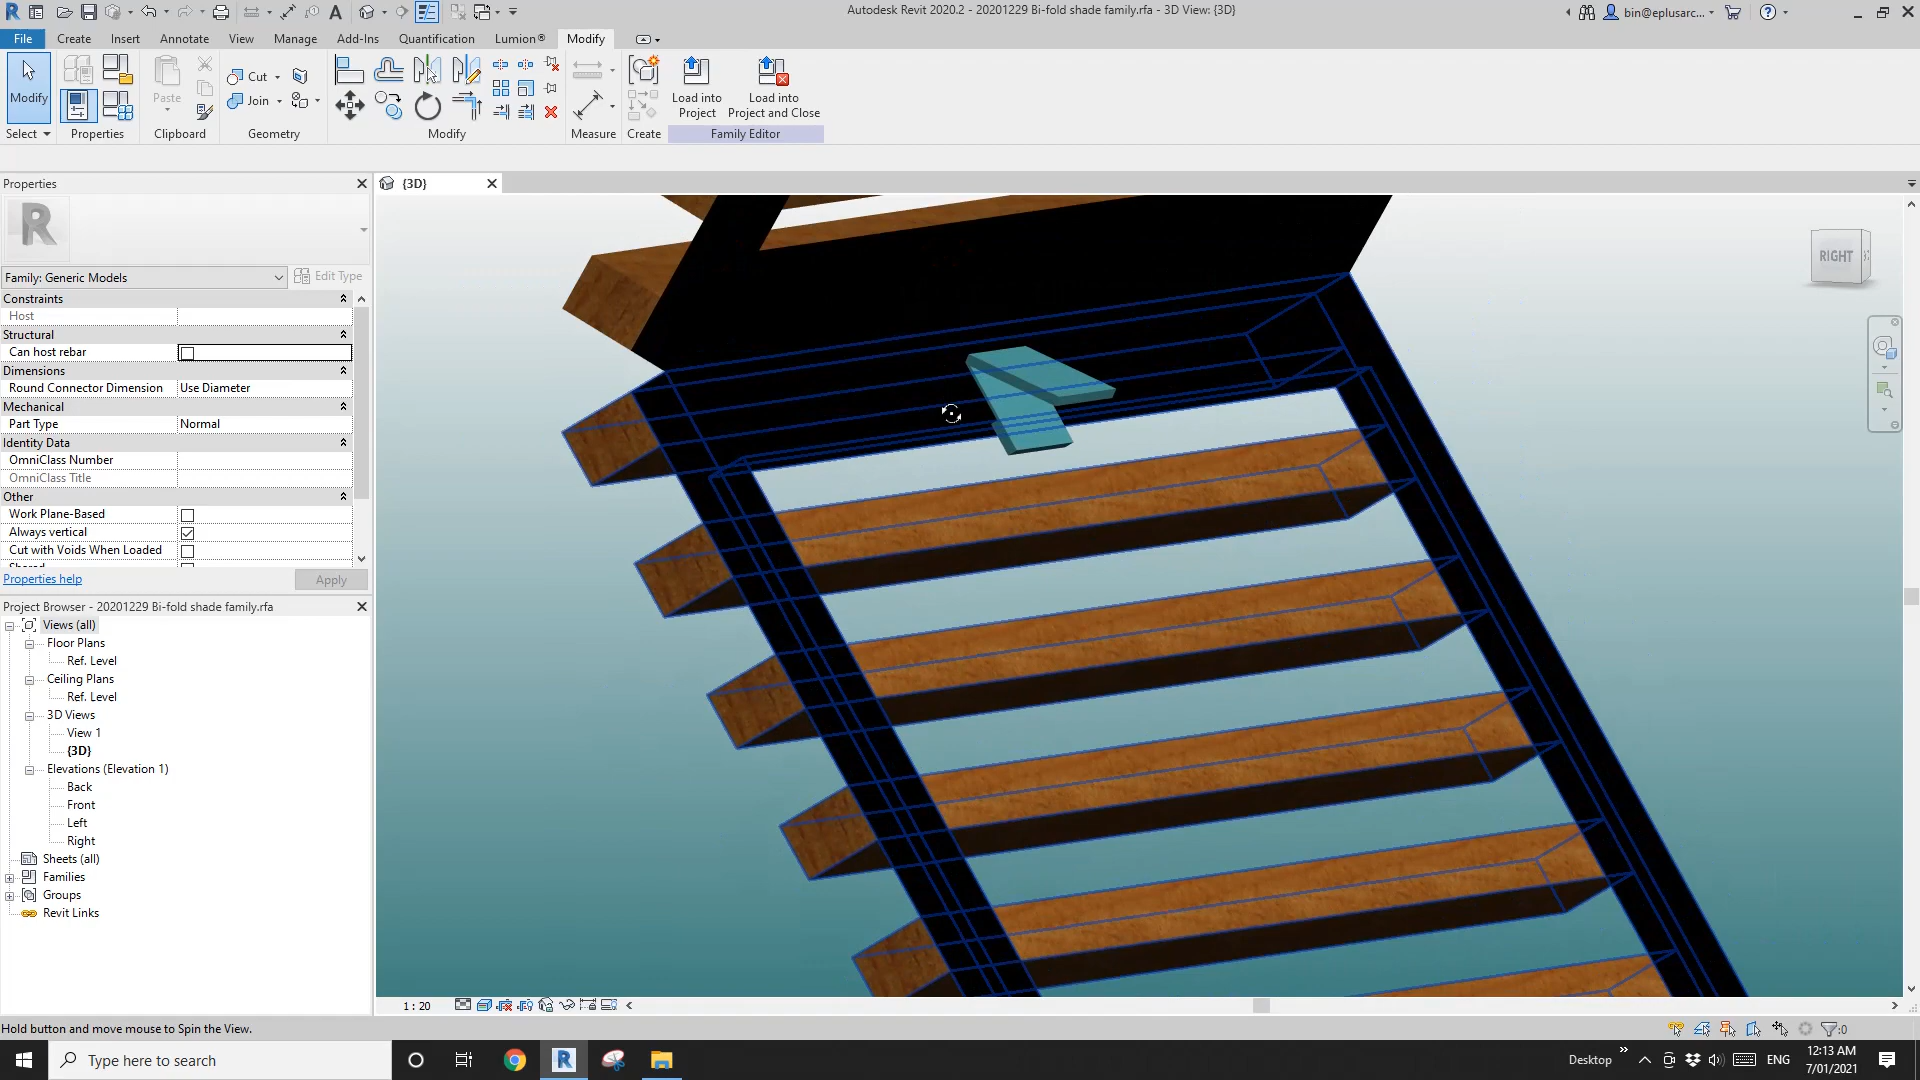 Autodesk Revit 2020.2 - 20201229 Bi-fold shade family.rfa - 3D View: {3D}
bin@eplusarc...
File
Create
Insert
Annotate
View
Manage
Add-Ins
Quantification
Lumion®
Modify
Modify
Paste
Cut
Join
Load into
Project
Load into
Project and Close
Select
Properties
Clipboard
Geometry
Modify
Measure
Create
Family Editor
Properties
{3D}
R
Family: Generic Models
Edit Type
Constraints
Host
Structural
Can host rebar
Dimensions
Round Connector Dimension
Use Diameter
Mechanical
Part Type
Normal
Identity Data
OmniClass Number
OmniClass Title
Other
Work Plane-Based
Always vertical
Cut with Voids When Loaded
Shared
Properties help
Apply
Project Browser - 20201229 Bi-fold shade family.rfa
Views (all)
Floor Plans
Ref. Level
Ceiling Plans
Ref. Level
3D Views
View 1
{3D}
Elevations (Elevation 1)
Back
Front
Left
Right
Sheets (all)
Families
Groups
Revit Links
RIGHT
1 : 20
Hold button and move mouse to Spin the View.
:0
Type here to search
Desktop
ENG
12:13 AM
7/01/2021